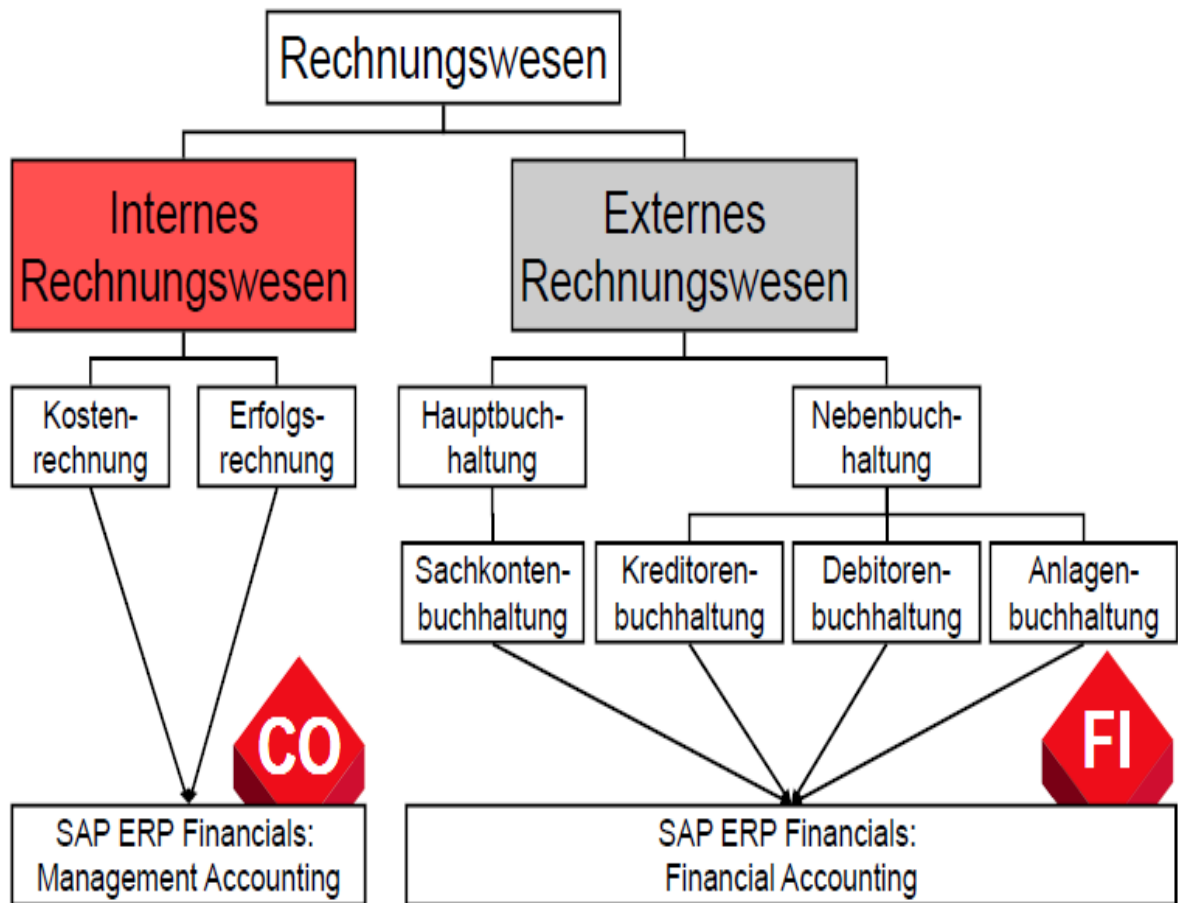 Rechnungswesen
Internes
Rechnungswesen
Externes
Rechnungswesen
Kosten-
rechnung
Erfolgs-
rechnung
Hauptbuch-
haltung
Nebenbuch-
haltung
Sachkonten-
buchhaltung
Kreditoren-
buchhaltung
Debitoren-
buchhaltung
Anlagen-
buchhaltung
CO
FI
SAP ERP Financials:
Management Accounting
SAP ERP Financials:
Financial Accounting